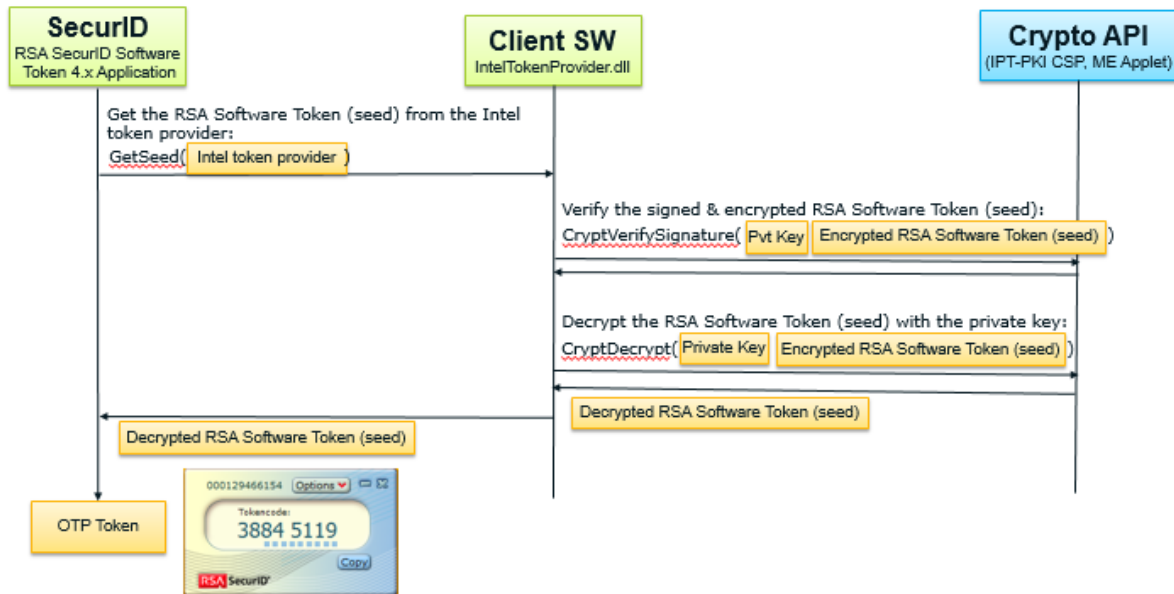 SecurID
RSA SecurID Software
Token 4.x Application
Client SW
IntelTokenProvider.dll
Crypto API
(IPT-PKI CSP, ME Applet)
Get the RSA Software Token (seed) from the Intel
token provider:
GetSeed( Intel token provider )
Verify the signed & encrypted RSA Software Token (seed):
CryptVerifySignature( Pvt Key Encrypted RSA Software Token (seed) )
Decrypt the RSA Software Token (seed) with the private key:
CryptDecrypt( Private Key Encrypted RSA Software Token (seed) )
Decrypted RSA Software Token (seed)
Decrypted RSA Software Token (seed)
OTP Token
000129466154 Options
Tokencode:
3884 5119
Copy
RSA SecurID®